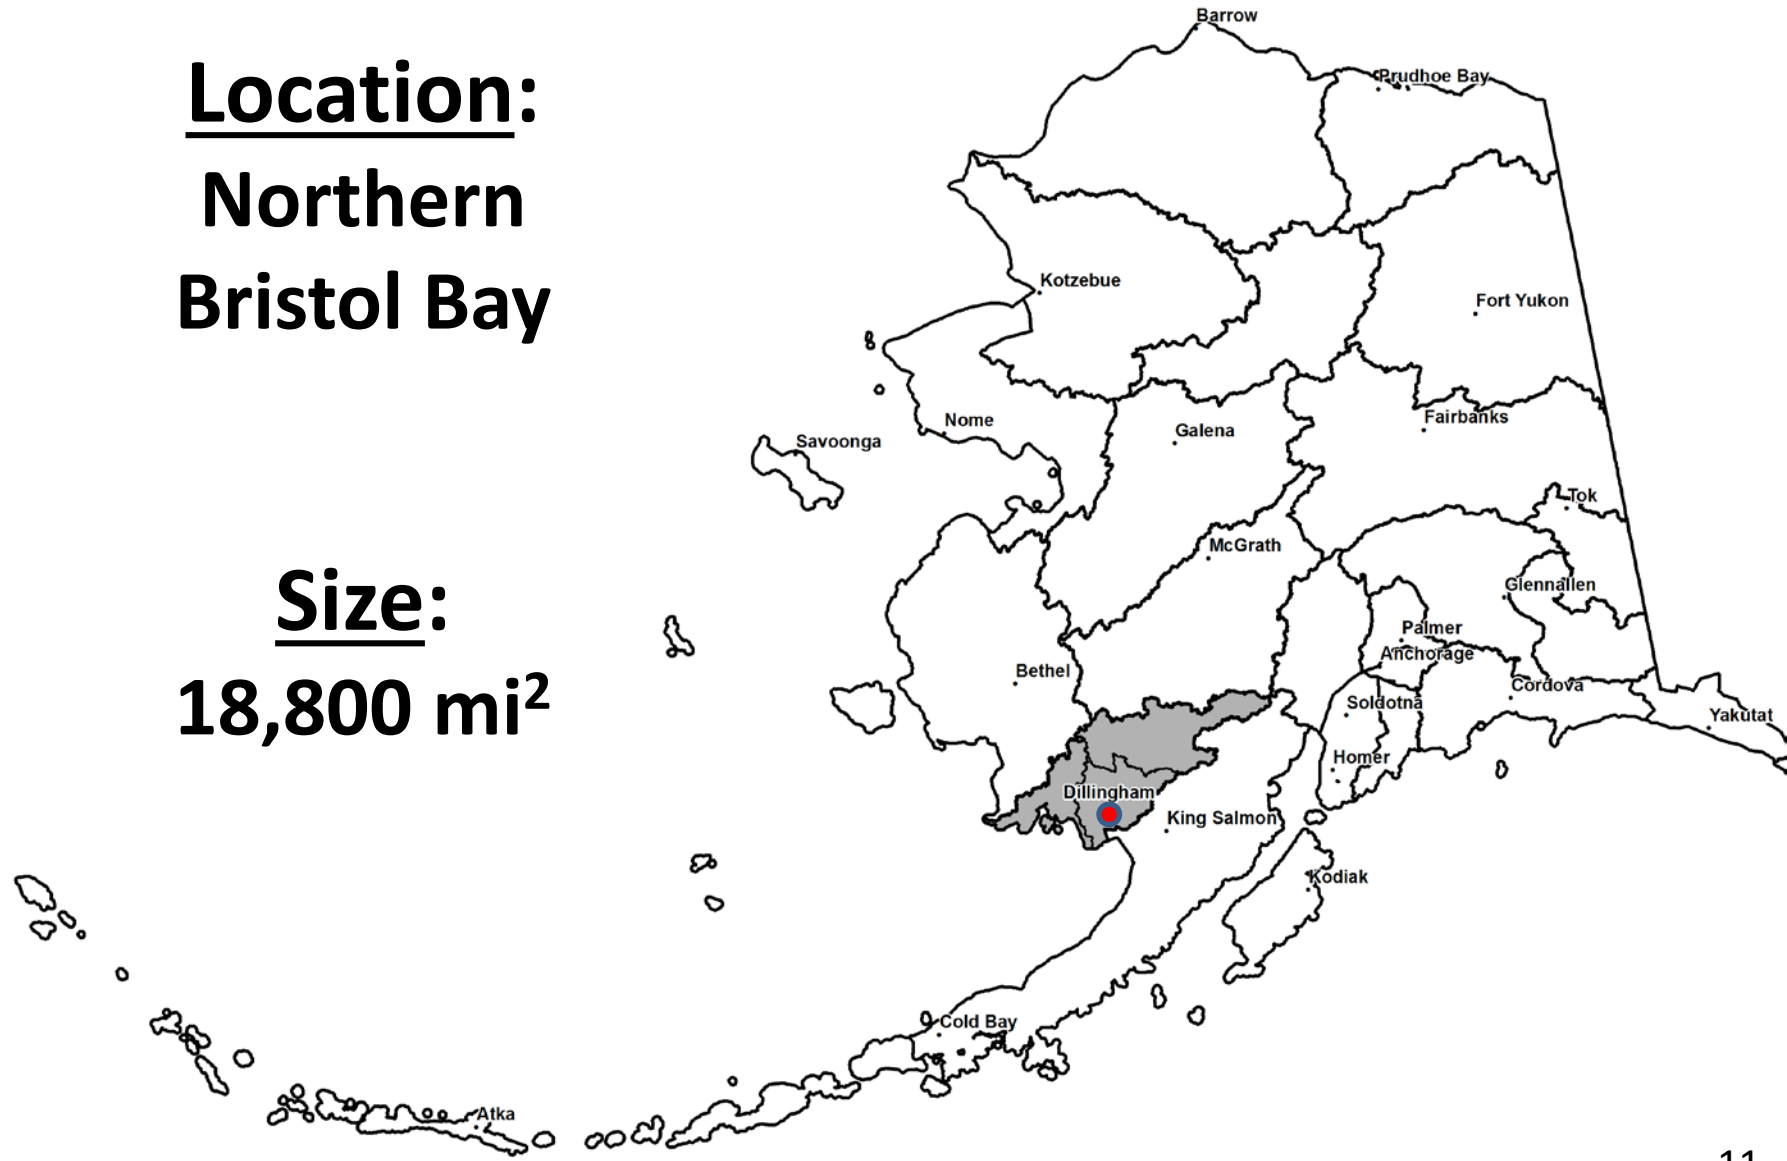 Location:
Northern
Bristol Bay
Size:
18,800 mi²
Barrow
Prudhoe Bay
Kotzebue
Fort Yukon
Nome
Galena
Fairbanks
Savoonga
Tok
McGrath
Glennallen
Palmer
Anchorage
Bethel
Soldotna
Cordova
Yakutat
Homer
Dillingham
King Salmon
Kodiak
Cold Bay
Atka
11